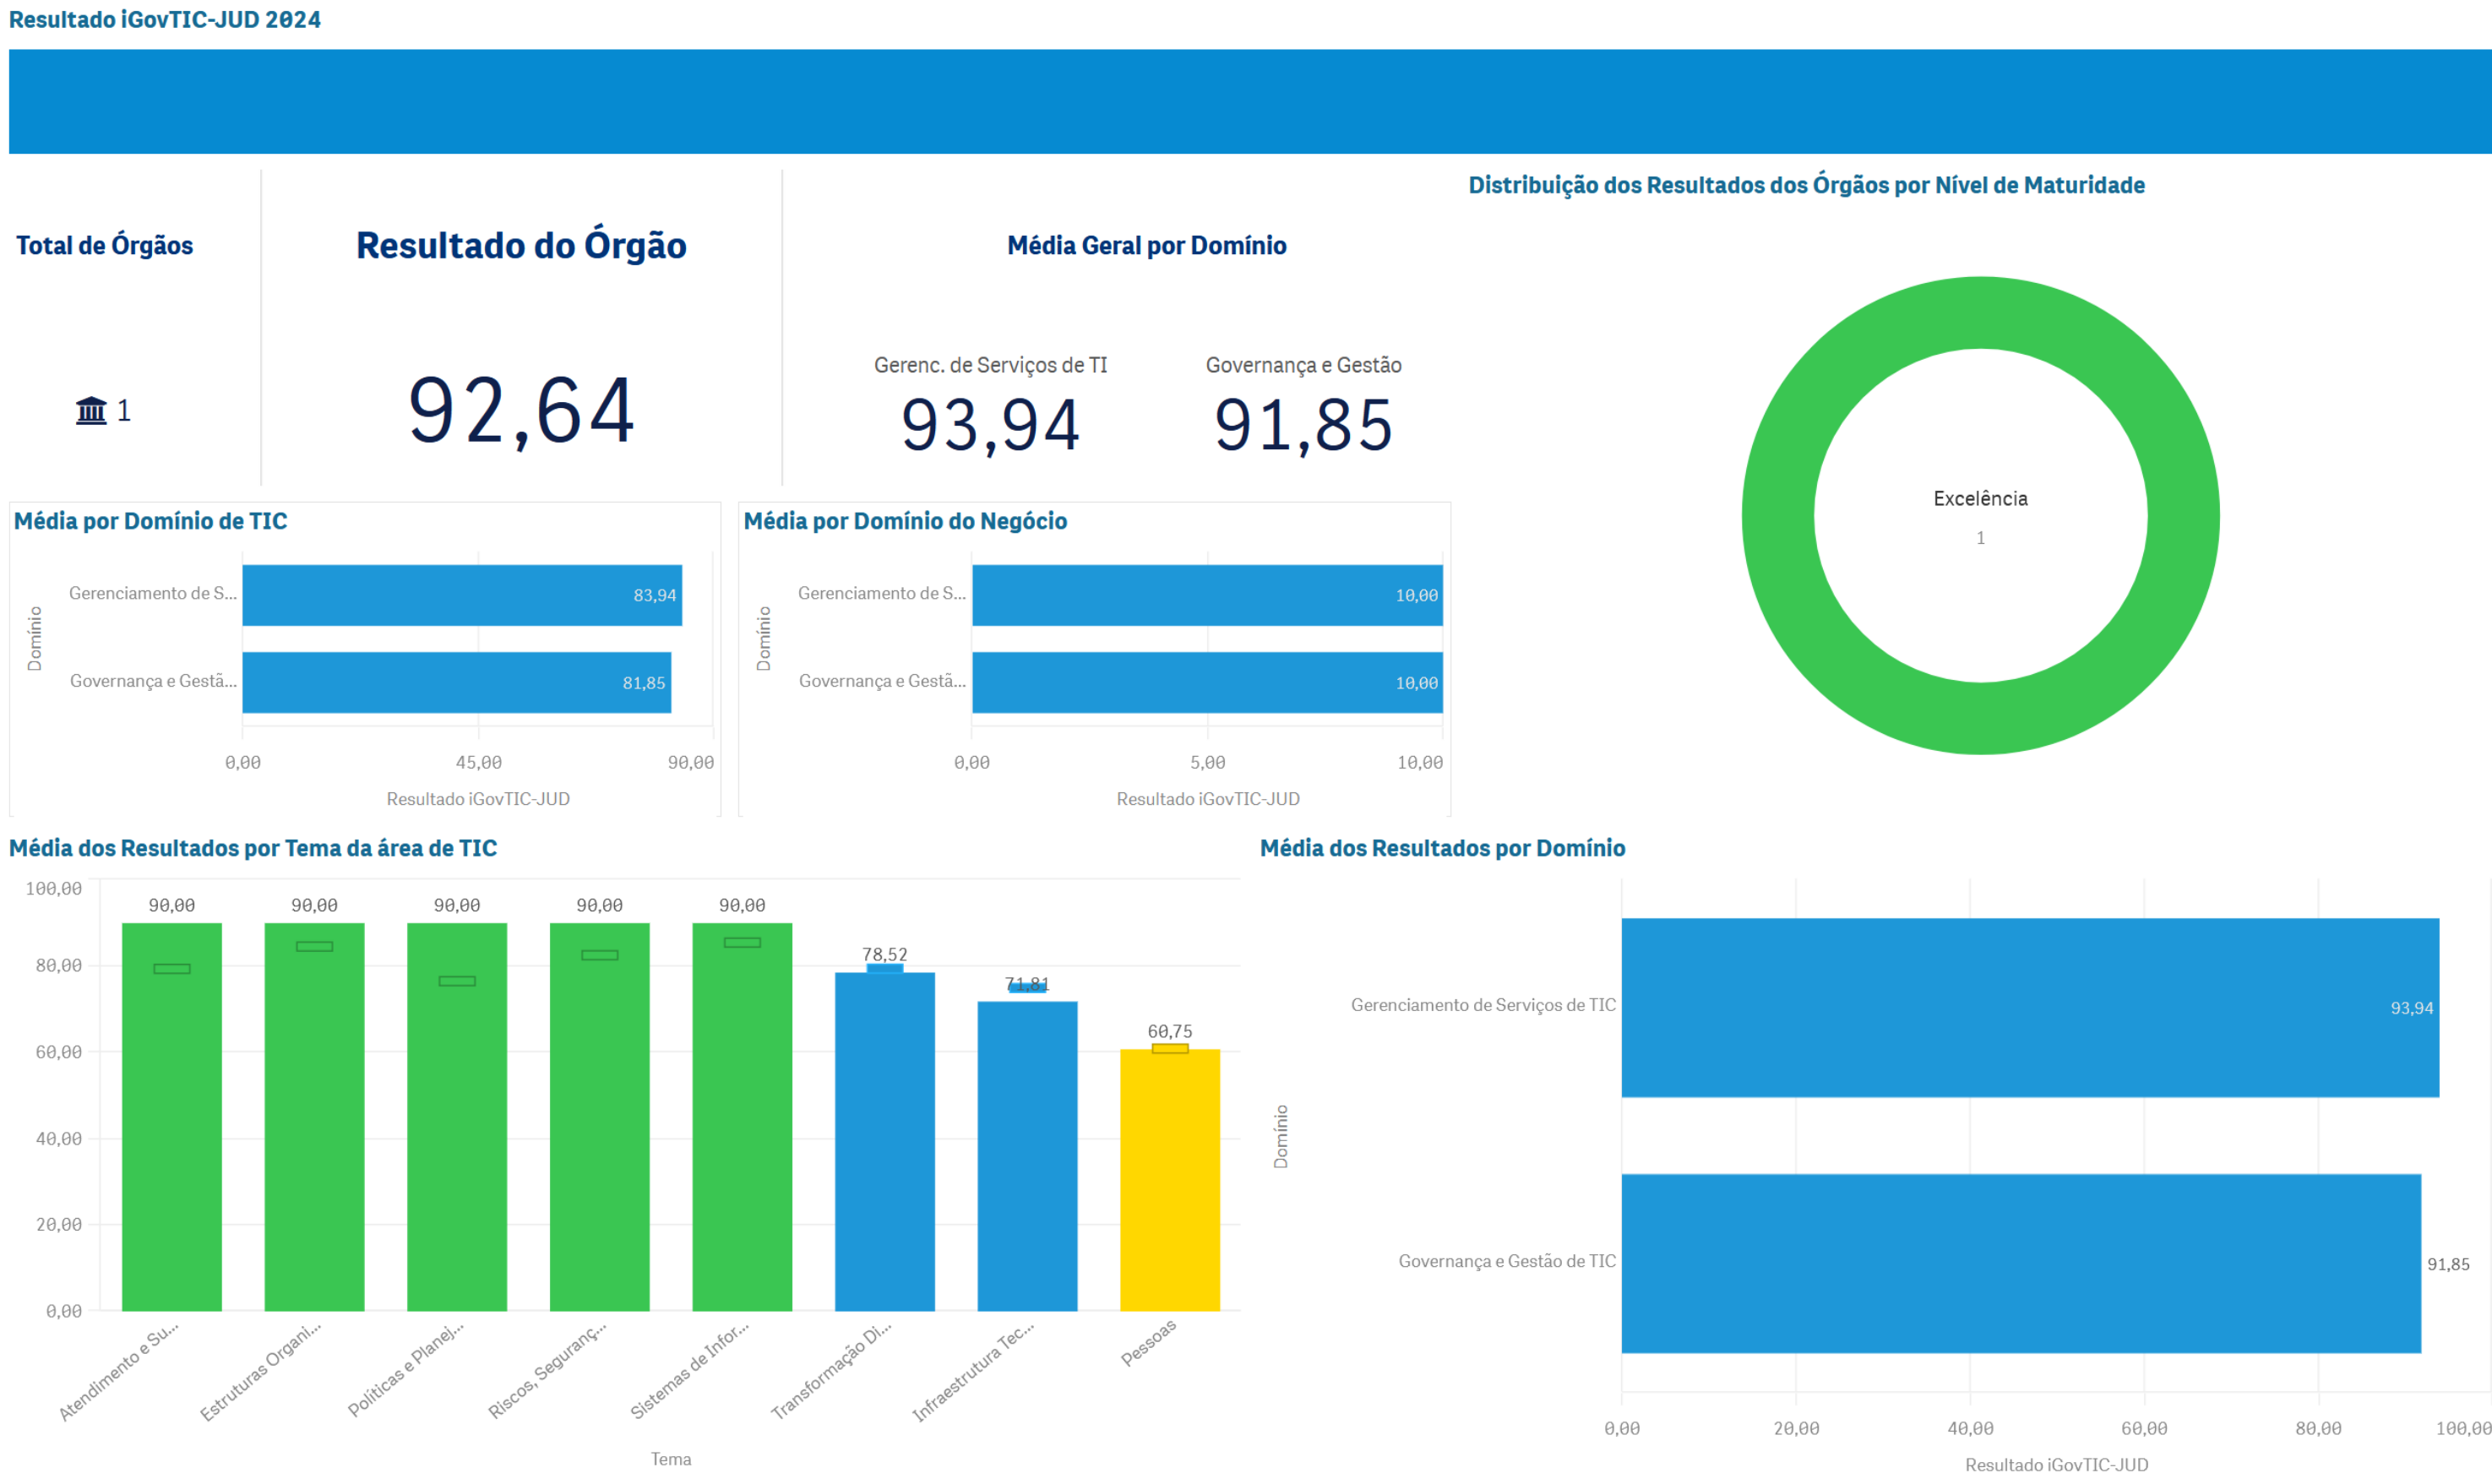 Resultado iGovTIC-JUD 2024
Total de Órgãos
1
Resultado do Órgão
92,64
Média Geral por Domínio
Gerenc. de Serviços de TI
93,94
Governança e Gestão
91,85
Distribuição dos Resultados dos Órgãos por Nível de Maturidade
Excelência
1
Média por Domínio de TIC
Domínio
Gerenciamento de S...
83,94
Governança e Gestã...
81,85
0,00 45,00 90,00
Resultado iGovTIC-JUD
Média por Domínio do Negócio
Domínio
Gerenciamento de S...
10,00
Governança e Gestã...
10,00
0,00 5,00 10,00
Resultado iGovTIC-JUD
Média dos Resultados por Tema da área de TIC
100,00
80,00
60,00
40,00
20,00
0,00
90,00 90,00 90,00 90,00 90,00 78,52 71,81 60,75
Atendimento e Su...
Estruturas Organi...
Políticas e Planej...
Riscos, Seguranç...
Sistemas de Infor...
Transformação Di...
Infraestrutura Tec...
Pessoas
Tema
Média dos Resultados por Domínio
Domínio
Gerenciamento de Serviços de TIC
93,94
Governança e Gestão de TIC
91,85
0,00 20,00 40,00 60,00 80,00 100,00
Resultado iGovTIC-JUD